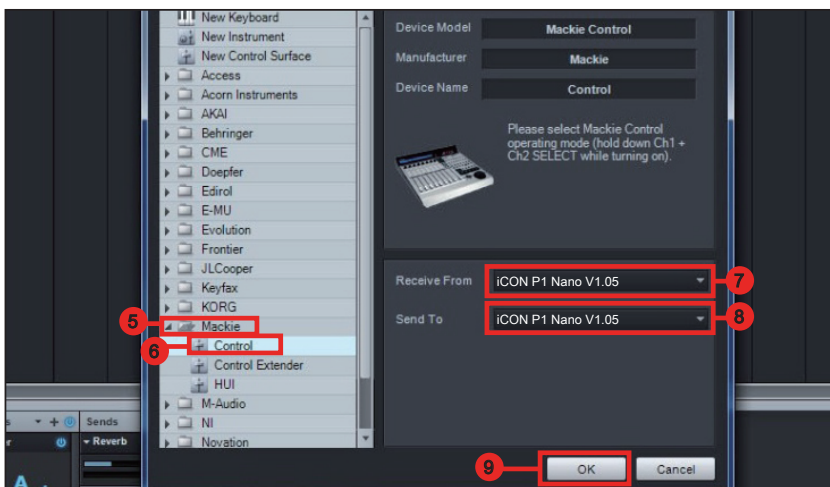 New Keyboard
New Instrument
New Control Surface
Access
Acorn Instruments
AKAI
Behringer
CME
Doepfer
Edirol
E-MU
Evolution
Frontier
JLCooper
Keyfax
KORG
5
Mackie
6
Control
Control Extender
HUI
M-Audio
NI
Novation
Device Model
Mackie Control
Manufacturer
Mackie
Device Name
Control
Please select Mackie Control
operating mode (hold down Ch1 +
Ch2 SELECT while turning on).
Receive From
iCON P1 Nano V1.05
7
Send To
iCON P1 Nano V1.05
8
9
OK
Cancel
Sends
Reverb